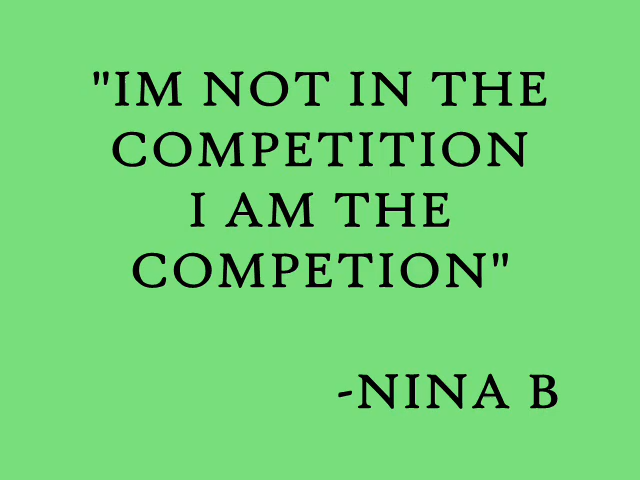 "IM NOT IN THE
COMPETITION
I AM THE
COMPETION"
-NINA B